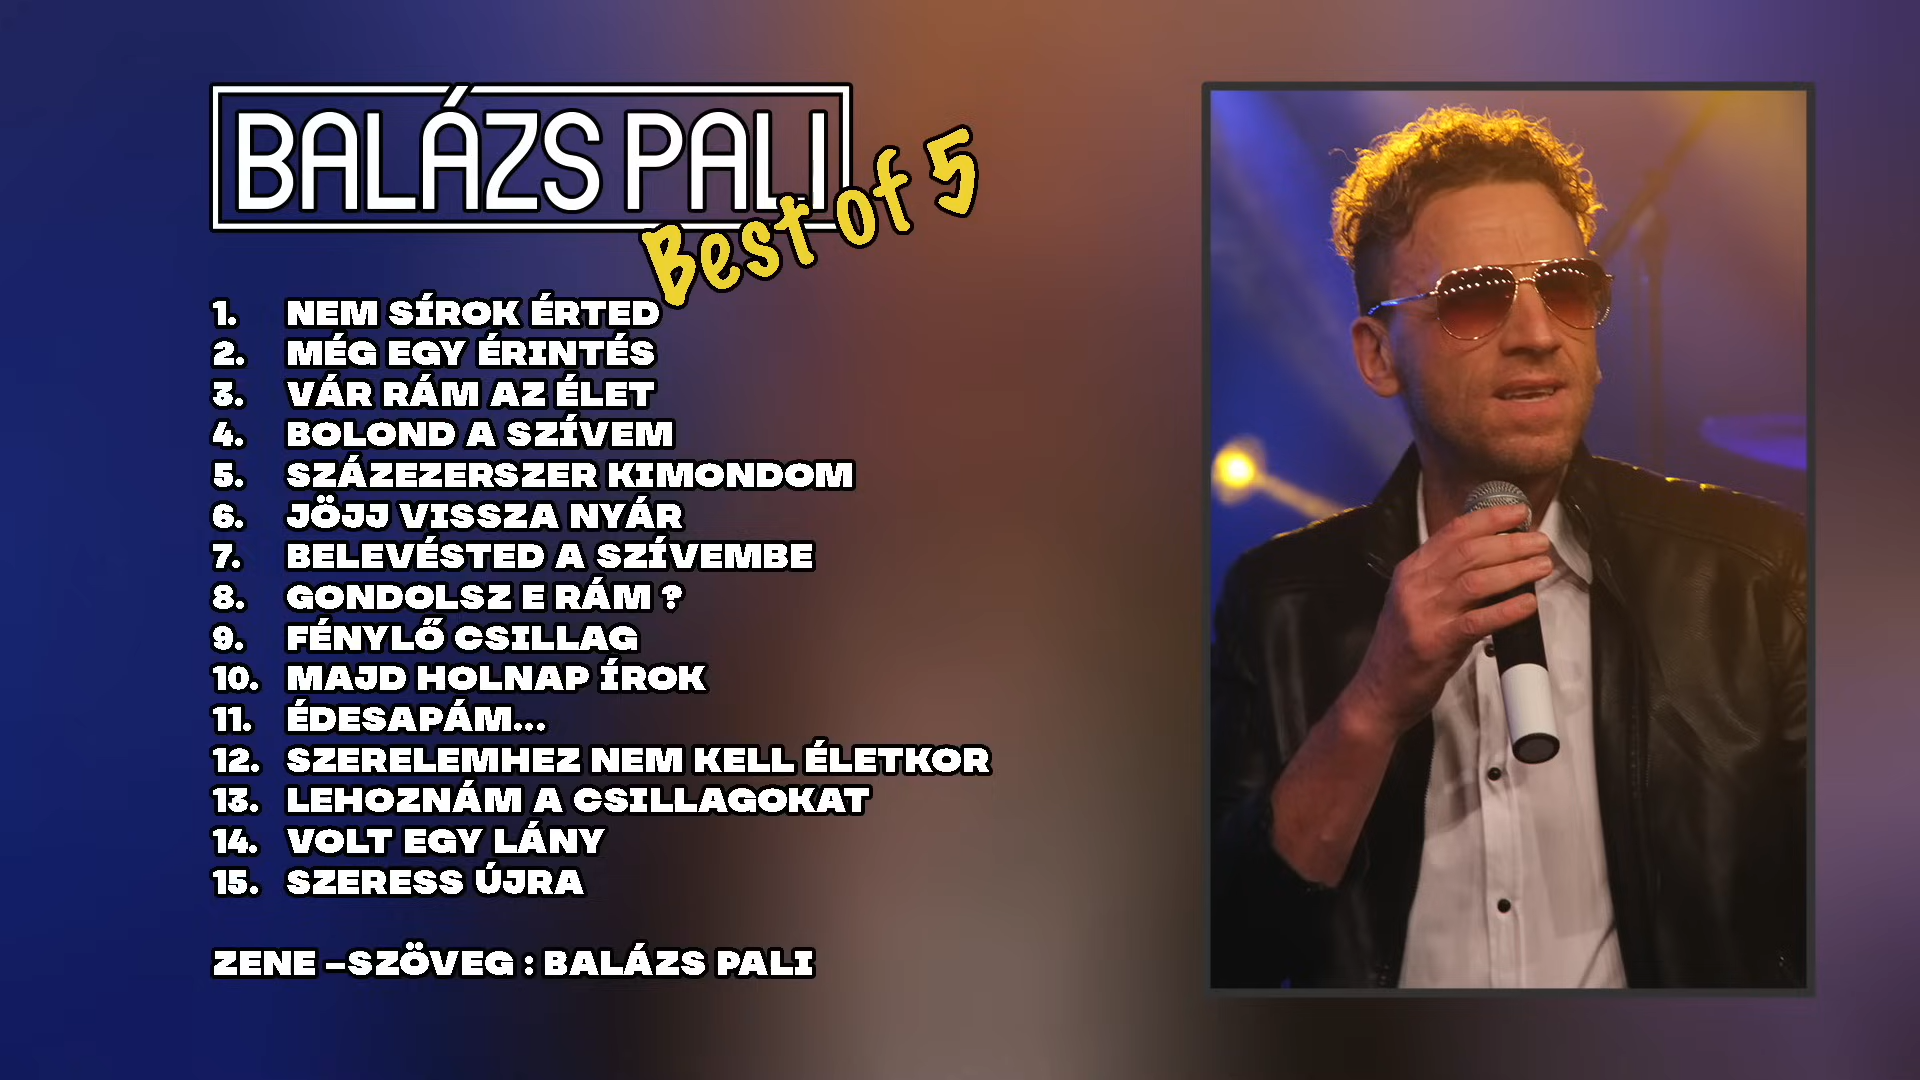 BALÁZS PALI
Best of 5
1. NEM SÍROK ÉRTED
2. MÉG EGY ÉRINTÉS
3. VÁR RÁM AZ ÉLET
4. BOLOND A SZÍVEM
5. SZÁZEZERSZER KIMONDOM
6. JÖJJ VISSZA NYÁR
7. BELEVÉSTED A SZÍVEMBE
8. GONDOLSZ E RÁM ?
9. FÉNYLŐ CSILLAG
10. MAJD HOLNAP ÍROK
11. ÉDESAPÁM...
12. SZERELEMHEZ NEM KELL ÉLETKOR
13. LEHOZNÁM A CSILLAGOKAT
14. VOLT EGY LÁNY
15. SZERESS ÚJRA
ZENE -SZÖVEG : BALÁZS PALI